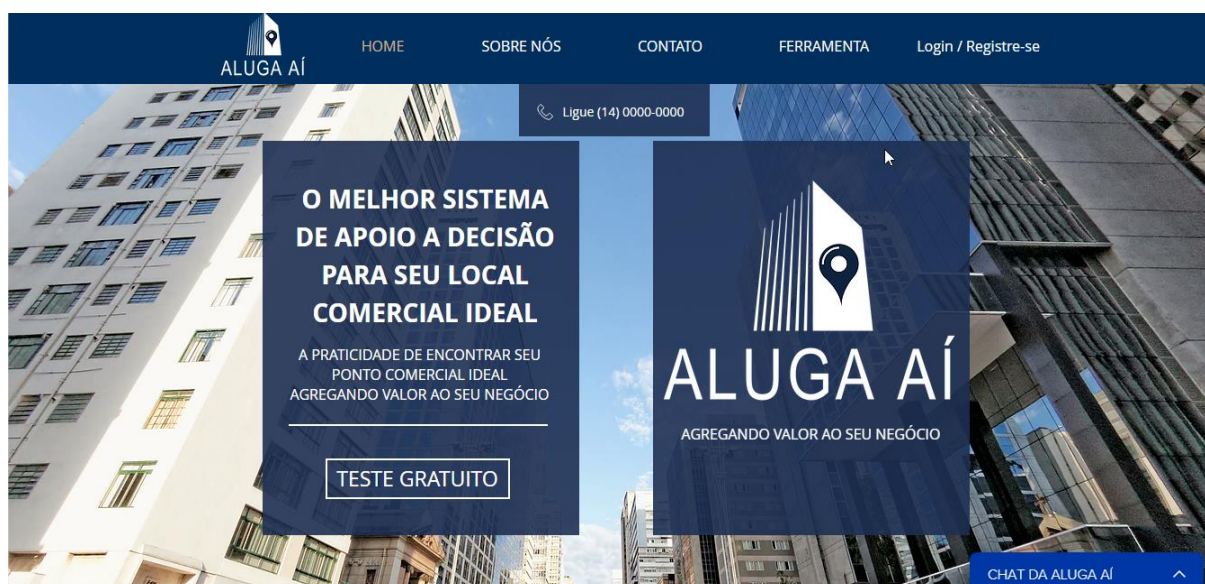 ALUGA AÍ
HOME
SOBRE NÓS
CONTATO
FERRAMENTA
Login / Registre-se
Ligue (14) 0000-0000
O MELHOR SISTEMA
DE APOIO A DECISÃO
PARA SEU LOCAL
COMERCIAL IDEAL
A PRATICIDADE DE ENCONTRAR SEU
PONTO COMERCIAL IDEAL
AGREGANDO VALOR AO SEU NEGÓCIO
TESTE GRATUITO
ALUGA AÍ
AGREGANDO VALOR AO SEU NEGÓCIO
CHAT DA ALUGA AÍ